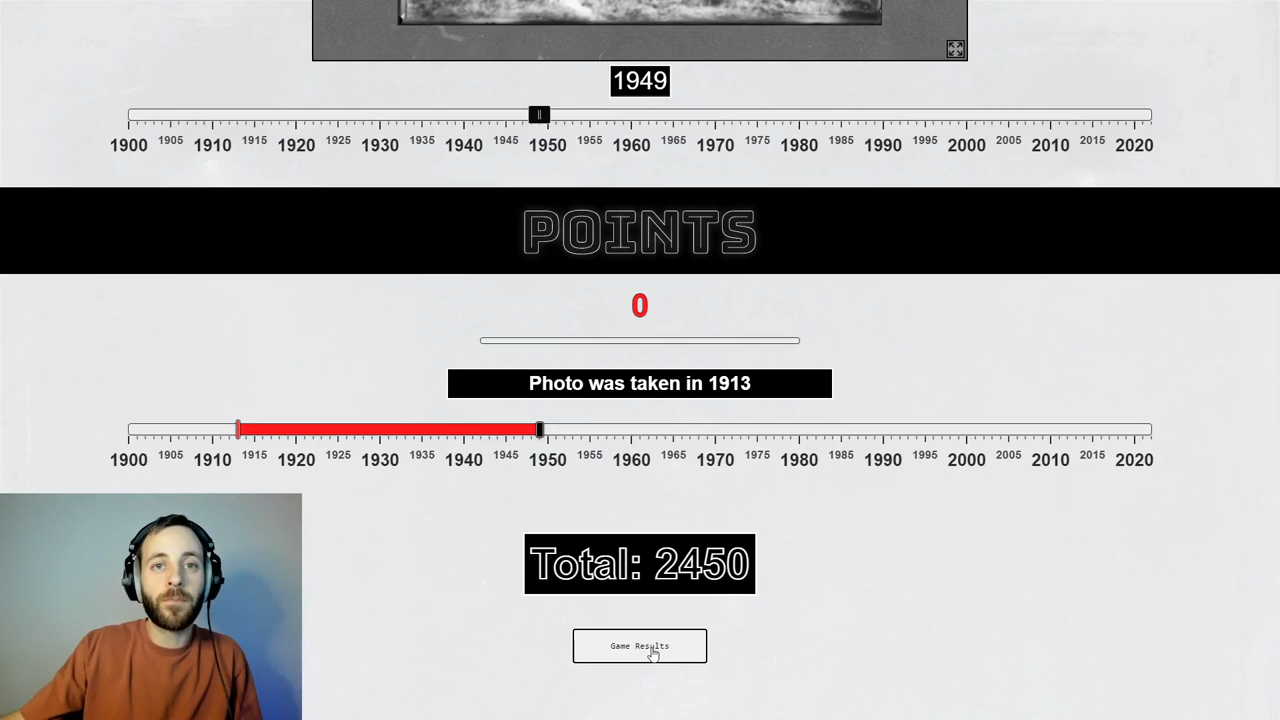 1949
1900 1905 1910 1915 1920 1925 1930 1935 1940 1945 1950 1955 1960 1965 1970 1975 1980 1985 1990 1995 2000 2005 2010 2015 2020
POINTS
0
Photo was taken in 1913
1900 1905 1910 1915 1920 1925 1930 1935 1940 1945 1950 1955 1960 1965 1970 1975 1980 1985 1990 1995 2000 2005 2010 2015 2020
Total: 2450
Game Results